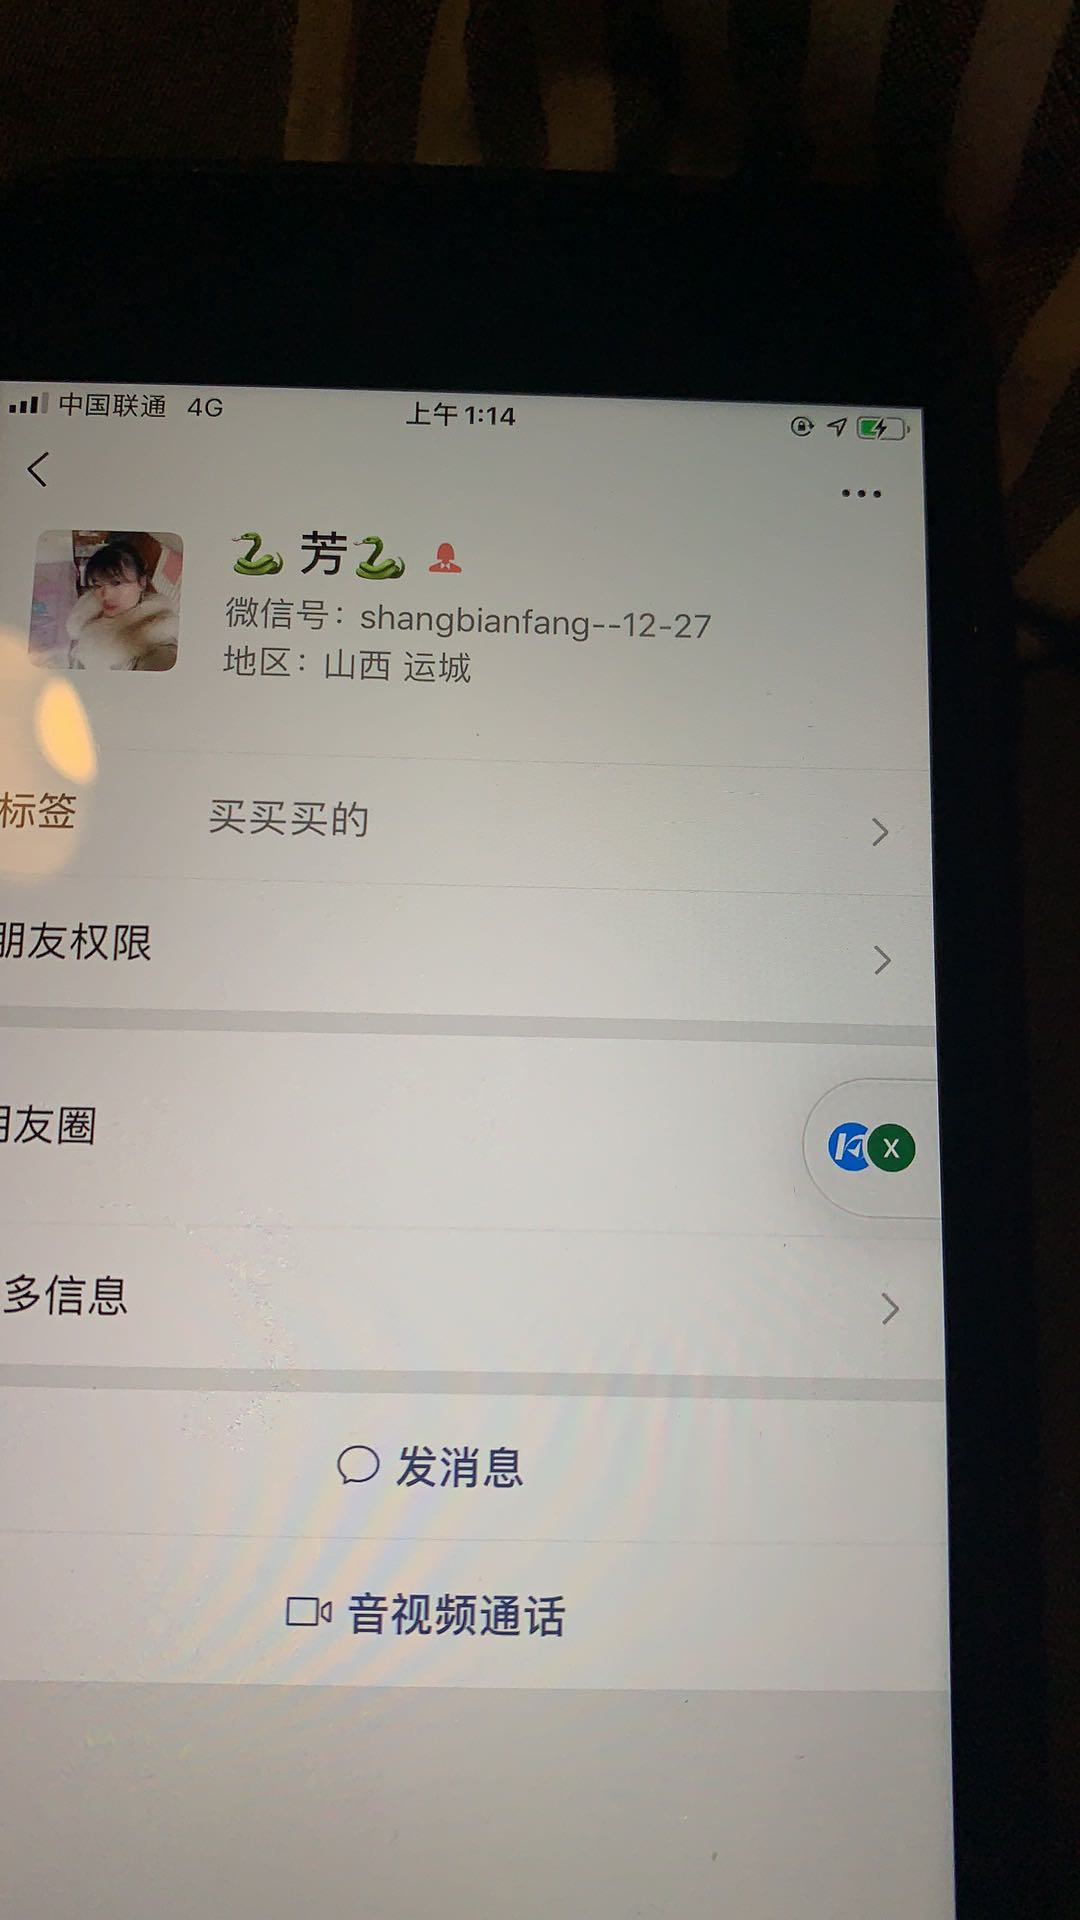 中国联通 4G 上午1:14
🐍 芳🐍
微信号：shangbianfang--12-27
地区：山西 运城
标签 买买买的
朋友权限
朋友圈
X
多信息
发消息
音视频通话